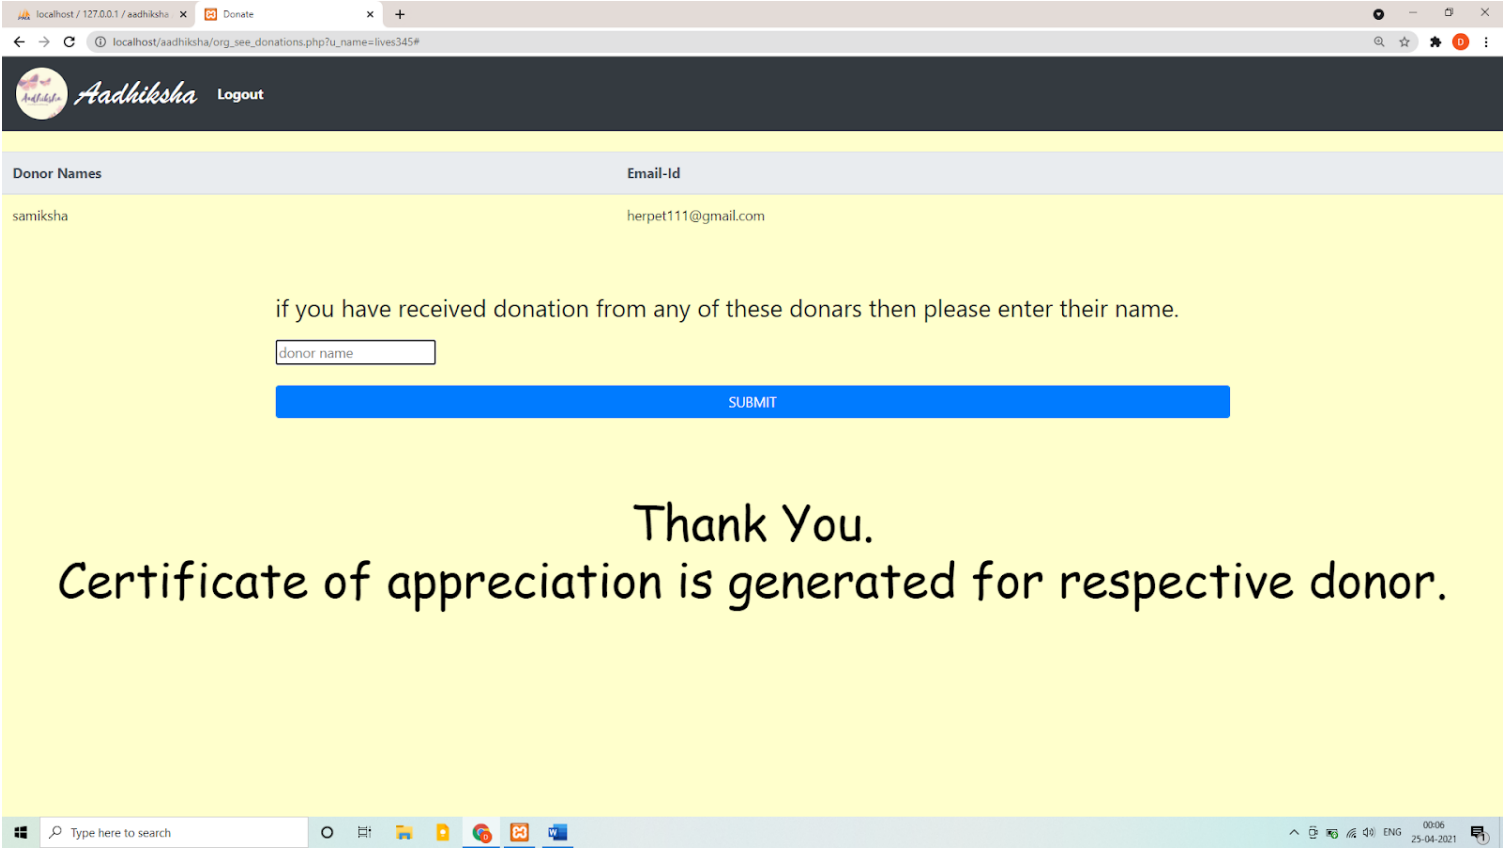 localhost / 127.0.0.1 / aadhiksha
Donate
localhost/aadhiksha/org_see_donations.php?u_name=lives345#
D
Aadhiksha
Aadhiksha
Logout
Donor Names Email-Id
samiksha herpet111@gmail.com
if you have received donation from any of these donars then please enter their name.
donor name
SUBMIT
Thank You.
Certificate of appreciation is generated for respective donor.
Type here to search
ENG
00:06
25-04-2021
1